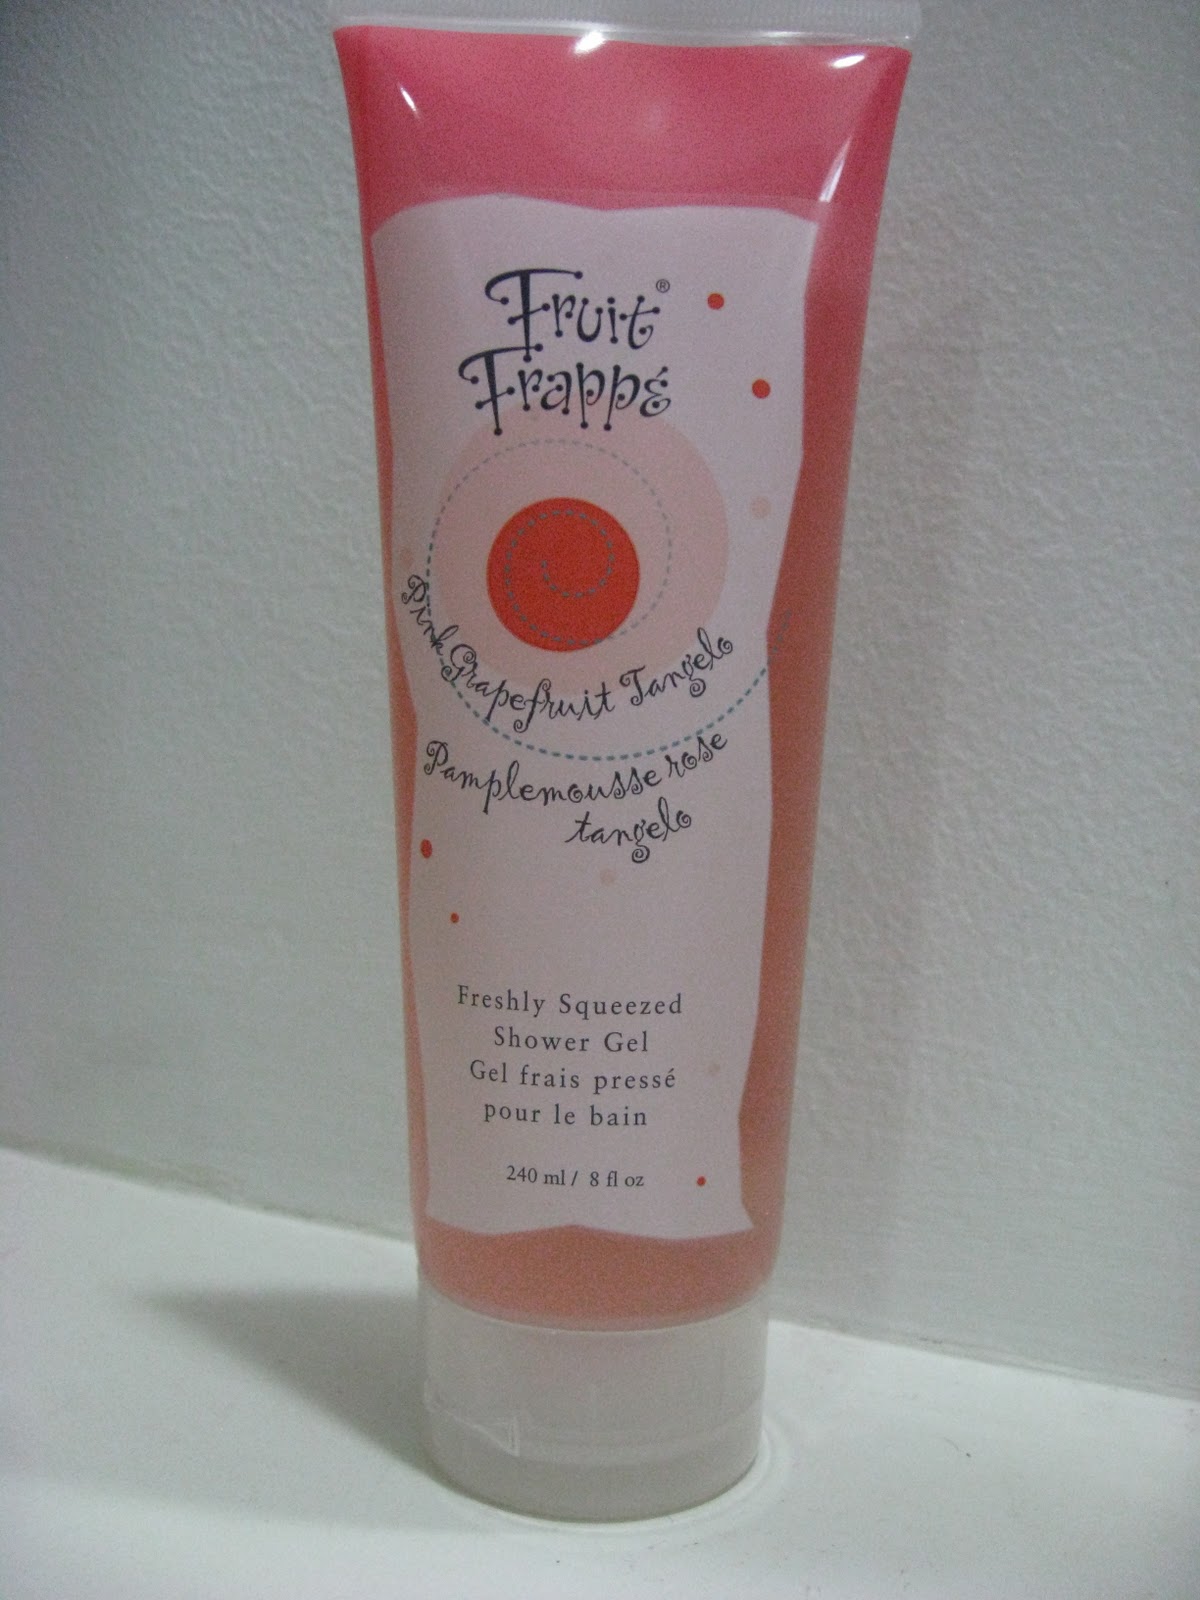 Fruit®
Frappé
Pink Grapefruit Tangelo
Pamplemousse rose
tangelo
Freshly Squeezed
Shower Gel
Gel frais pressé
pour le bain
240 ml / 8 fl oz